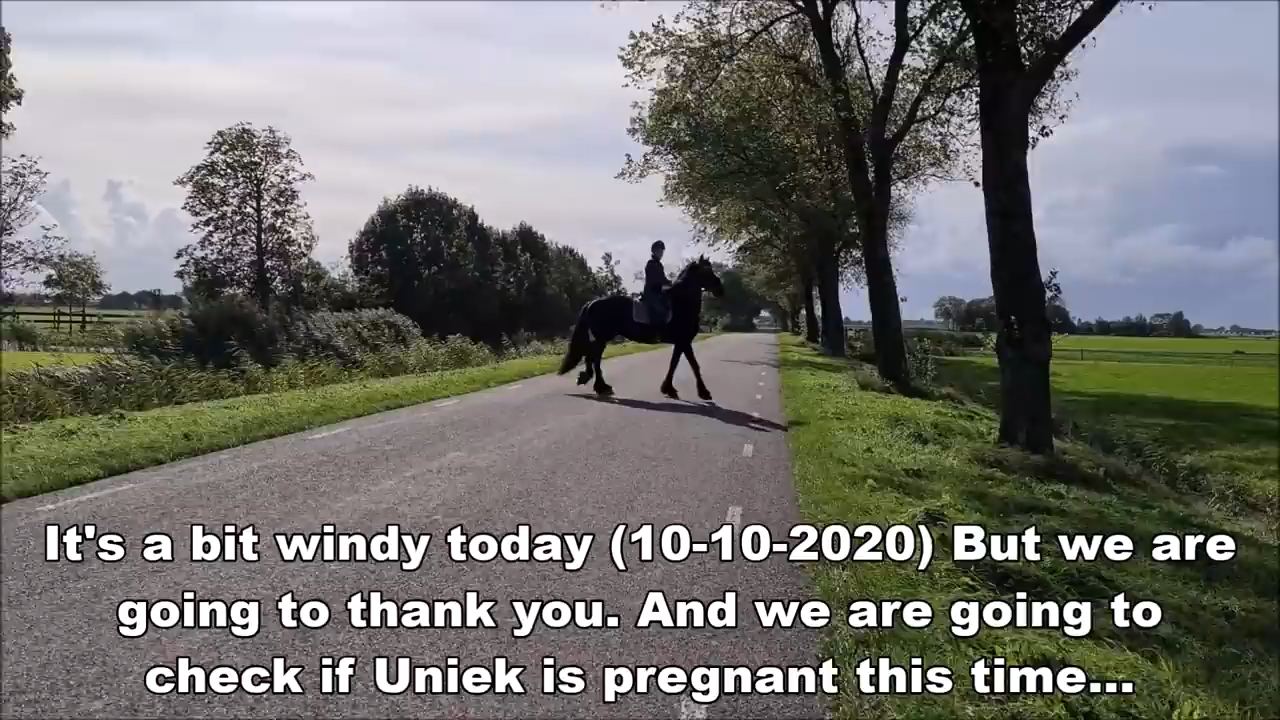 It's a bit windy today (10-10-2020) But we are
going to thank you. And we are going to
check if Uniek is pregnant this time...